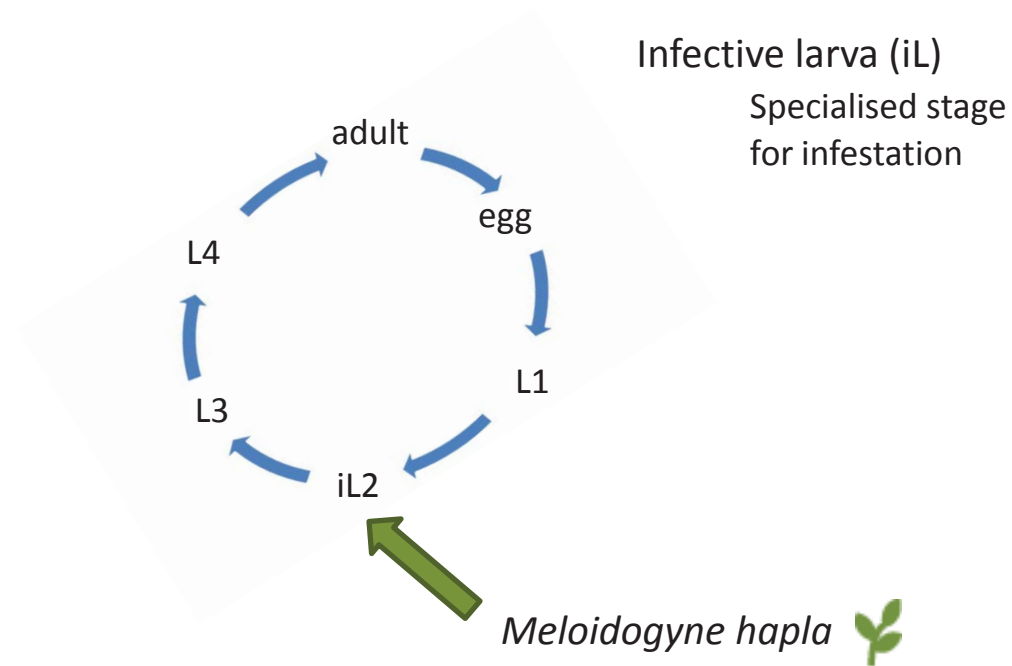 Infective larva (iL)
Specialised stage
for infestation
adult
egg
L4
L1
L3
iL2
Meloidogyne hapla